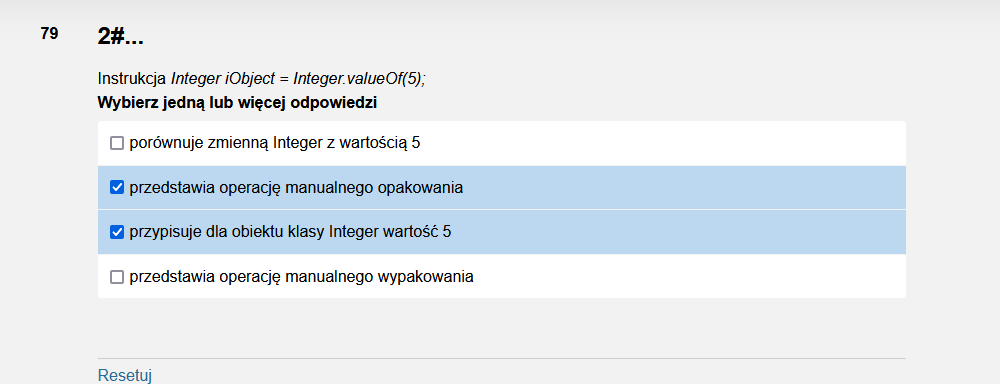 79
2#...
Instrukcja Integer iObject = Integer.valueOf(5);
Wybierz jedną lub więcej odpowiedzi
porównuje zmienną Integer z wartością 5
przedstawia operację manualnego opakowania
przypisuje dla obiektu klasy Integer wartość 5
przedstawia operację manualnego wypakowania
Resetuj